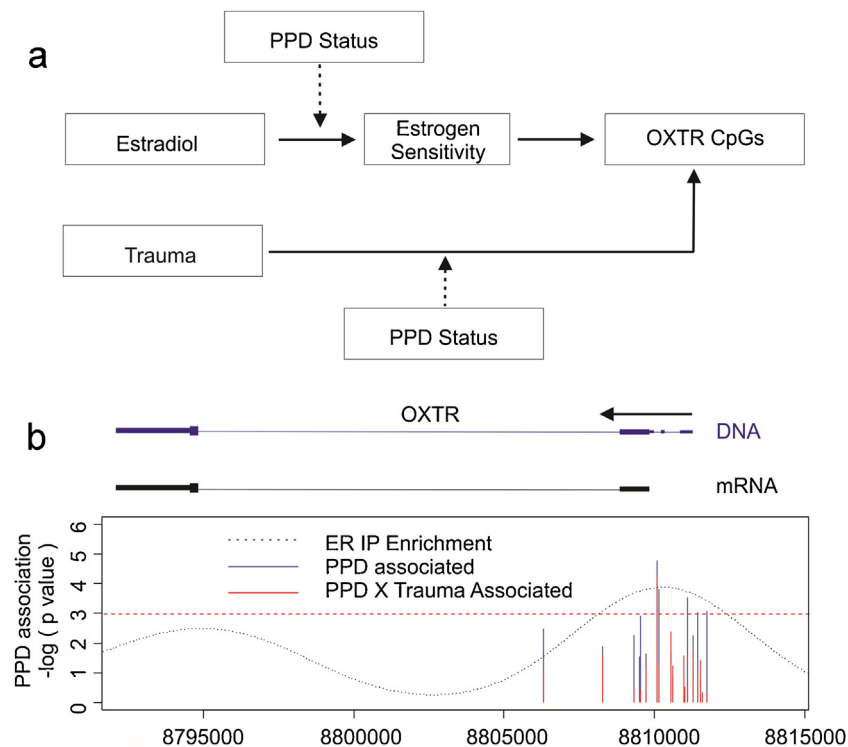 a
PPD Status
Estradiol
Estrogen
Sensitivity
OXTR CpGs
Trauma
PPD Status
b
OXTR
DNA
mRNA
PPD association
-log ( p value )
6
5
4
3
2
1
0
ER IP Enrichment
PPD associated
PPD X Trauma Associated
8795000 8800000 8805000 8810000 8815000